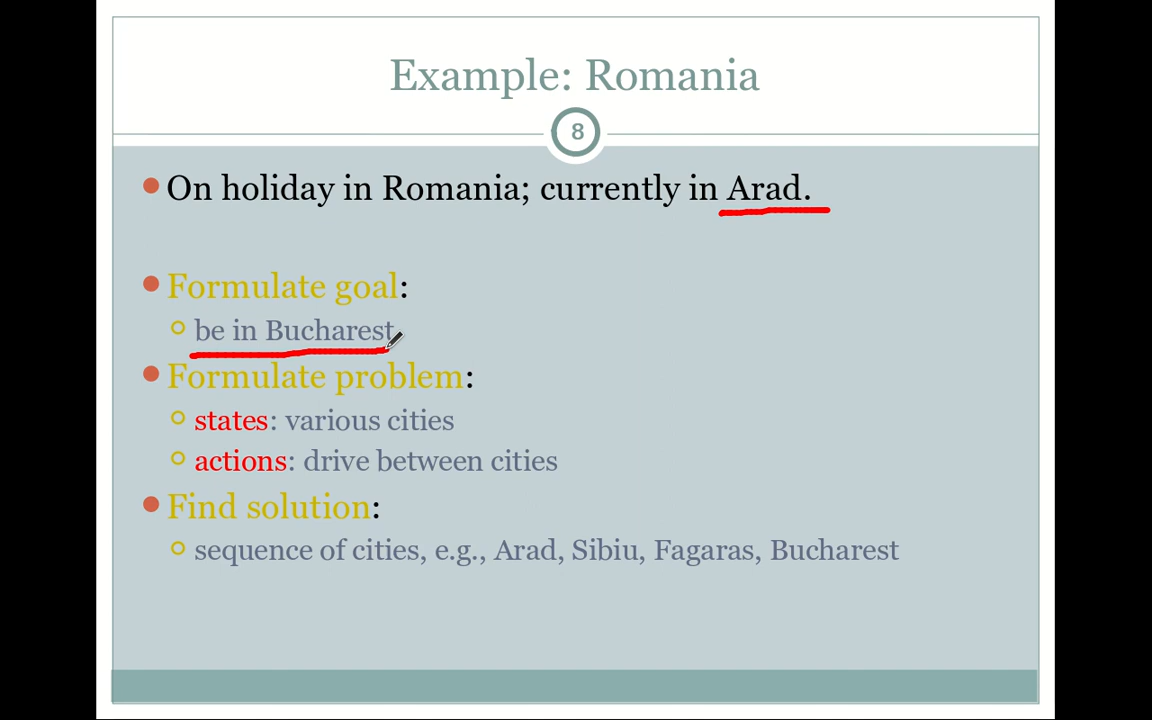 Example: Romania
8
On holiday in Romania; currently in Arad.
Formulate goal:
be in Bucharest
Formulate problem:
states: various cities
actions: drive between cities
Find solution:
sequence of cities, e.g., Arad, Sibiu, Fagaras, Bucharest